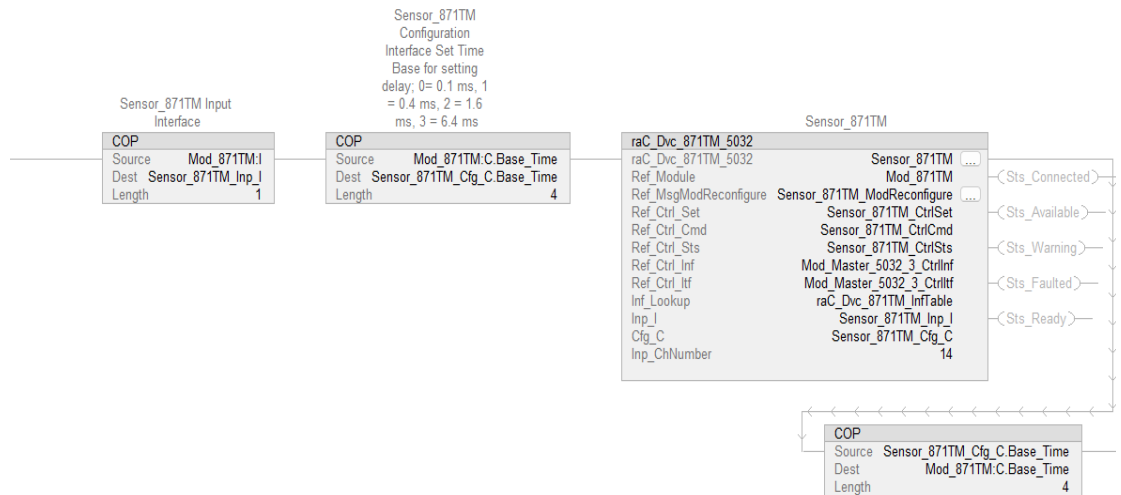 Sensor_871TM Input
Interface
COP
Source Mod_871TM:I
Dest Sensor_871TM_Inp_I
Length 1
Sensor_871TM
Configuration
Interface Set Time
Base for setting
delay; 0= 0.1 ms, 1
= 0.4 ms, 2 = 1.6
ms, 3 = 6.4 ms
COP
Source Mod_871TM:C.Base_Time
Dest Sensor_871TM_Cfg_C.Base_Time
Length 4
Sensor_871TM
raC_Dvc_871TM_5032
raC_Dvc_871TM_5032 Sensor_871TM ...
Ref_Module Mod_871TM
Ref_MsgModReconfigure Sensor_871TM_ModReconfigure ...
Ref_Ctrl_Set Sensor_871TM_CtrlSet
Ref_Ctrl_Cmd Sensor_871TM_CtrlCmd
Ref_Ctrl_Sts Sensor_871TM_CtrlSts
Ref_Ctrl_Inf Mod_Master_5032_3_CtrlInf
Ref_Ctrl_Itf Mod_Master_5032_3_CtrlItf
Inf_Lookup raC_Dvc_871TM_InfTable
Inp_I Sensor_871TM_Inp_I
Cfg_C Sensor_871TM_Cfg_C
Inp_ChNumber 14
(Sts_Connected)
(Sts_Available)
(Sts_Warning)
(Sts_Faulted)
(Sts_Ready)
COP
Source Sensor_871TM_Cfg_C.Base_Time
Dest Mod_871TM:C.Base_Time
Length 4